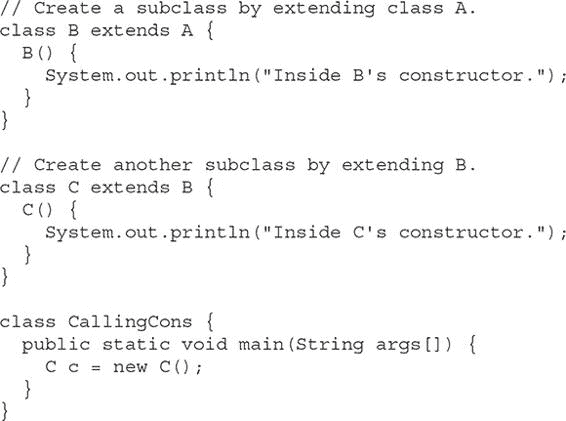 // Create a subclass by extending class A.
class B extends A {
  B() {
    System.out.println("Inside B's constructor.");
  }
}

// Create another subclass by extending B.
class C extends B {
  C() {
    System.out.println("Inside C's constructor.");
  }
}

class CallingCons {
  public static void main(String args[]) {
    C c = new C();
  }
}